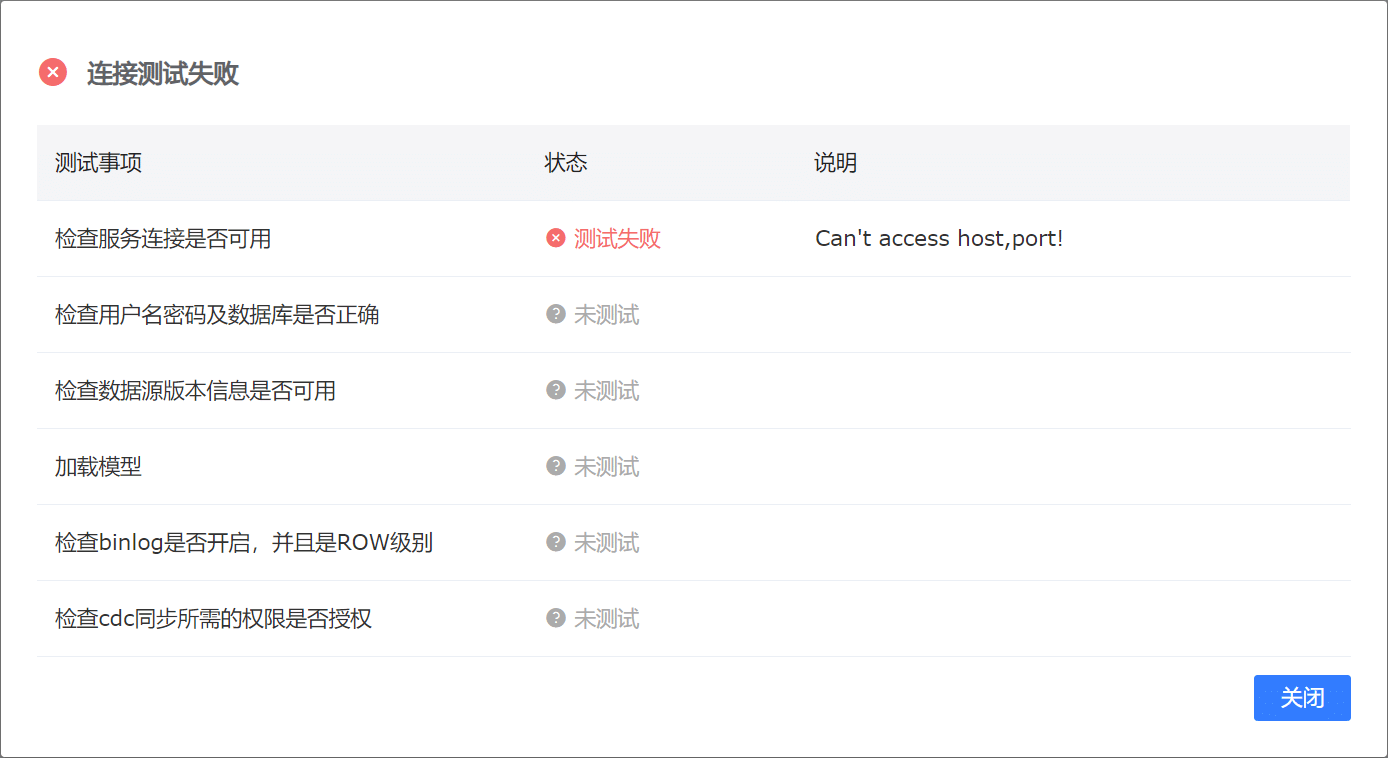 连接测试失败
测试事项 状态 说明
检查服务连接是否可用 测试失败 Can't access host,port!
检查用户名密码及数据库是否正确 未测试
检查数据源版本信息是否可用 未测试
加载模型 未测试
检查binlog是否开启，并且是ROW级别 未测试
检查cdc同步所需的权限是否授权 未测试
关闭